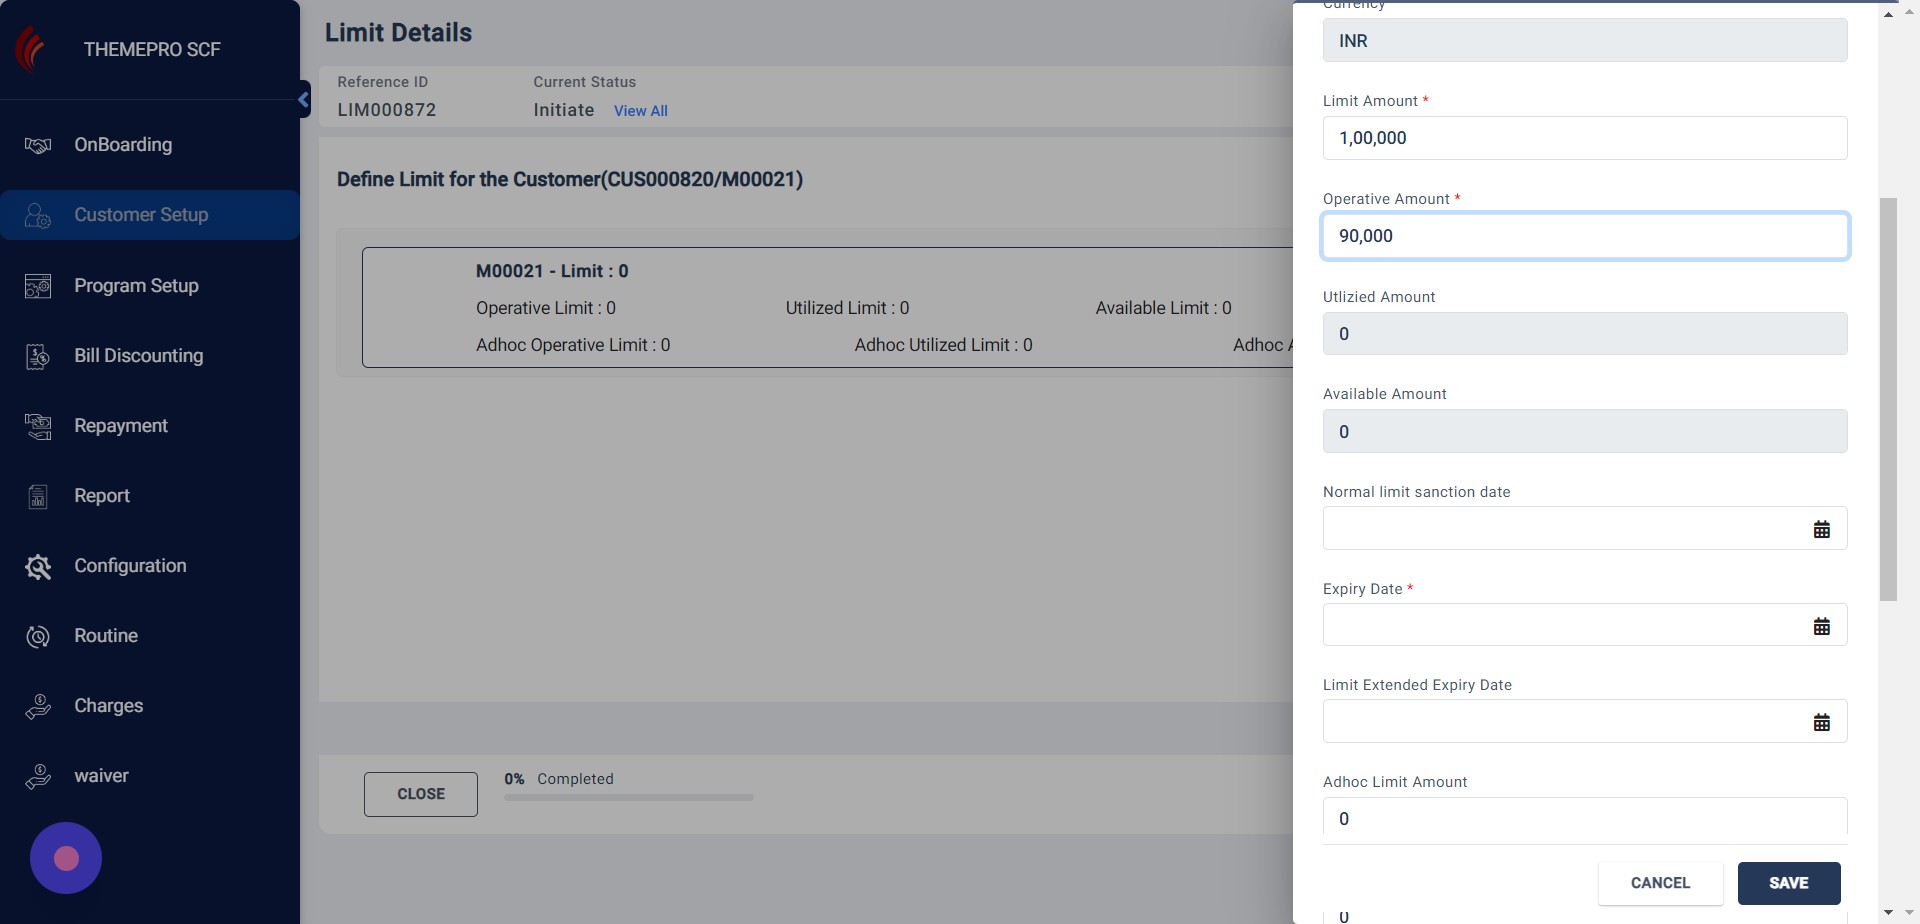 THEMEPRO SCF
OnBoarding
Customer Setup
Program Setup
Bill Discounting
Repayment
Report
Configuration
Routine
Charges
waiver
Limit Details
Reference ID
Current Status
LIM000872
Initiate View All
Define Limit for the Customer(CUS000820/M00021)
M00021 - Limit : 0
Operative Limit : 0
Utilized Limit : 0
Available Limit : 0
Adhoc Operative Limit : 0
Adhoc Utilized Limit : 0
Adhoc A
CLOSE
0% Completed
Currency
INR
Limit Amount *
1,00,000
Operative Amount *
90,000
Utlizied Amount
0
Available Amount
0
Normal limit sanction date
Expiry Date *
Limit Extended Expiry Date
Adhoc Limit Amount
0
CANCEL
SAVE
0